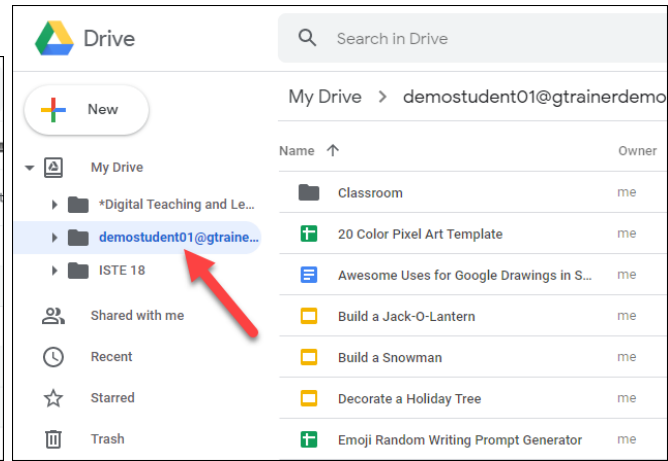 Drive
Search in Drive
New
My Drive
*Digital Teaching and Le...
demostudent01@gtraine...
ISTE 18
Shared with me
Recent
Starred
Trash
My Drive > demostudent01@gtrainerdemo
Name Owner
Classroom me
20 Color Pixel Art Template me
Awesome Uses for Google Drawings in S... me
Build a Jack-O-Lantern me
Build a Snowman me
Decorate a Holiday Tree me
Emoji Random Writing Prompt Generator me